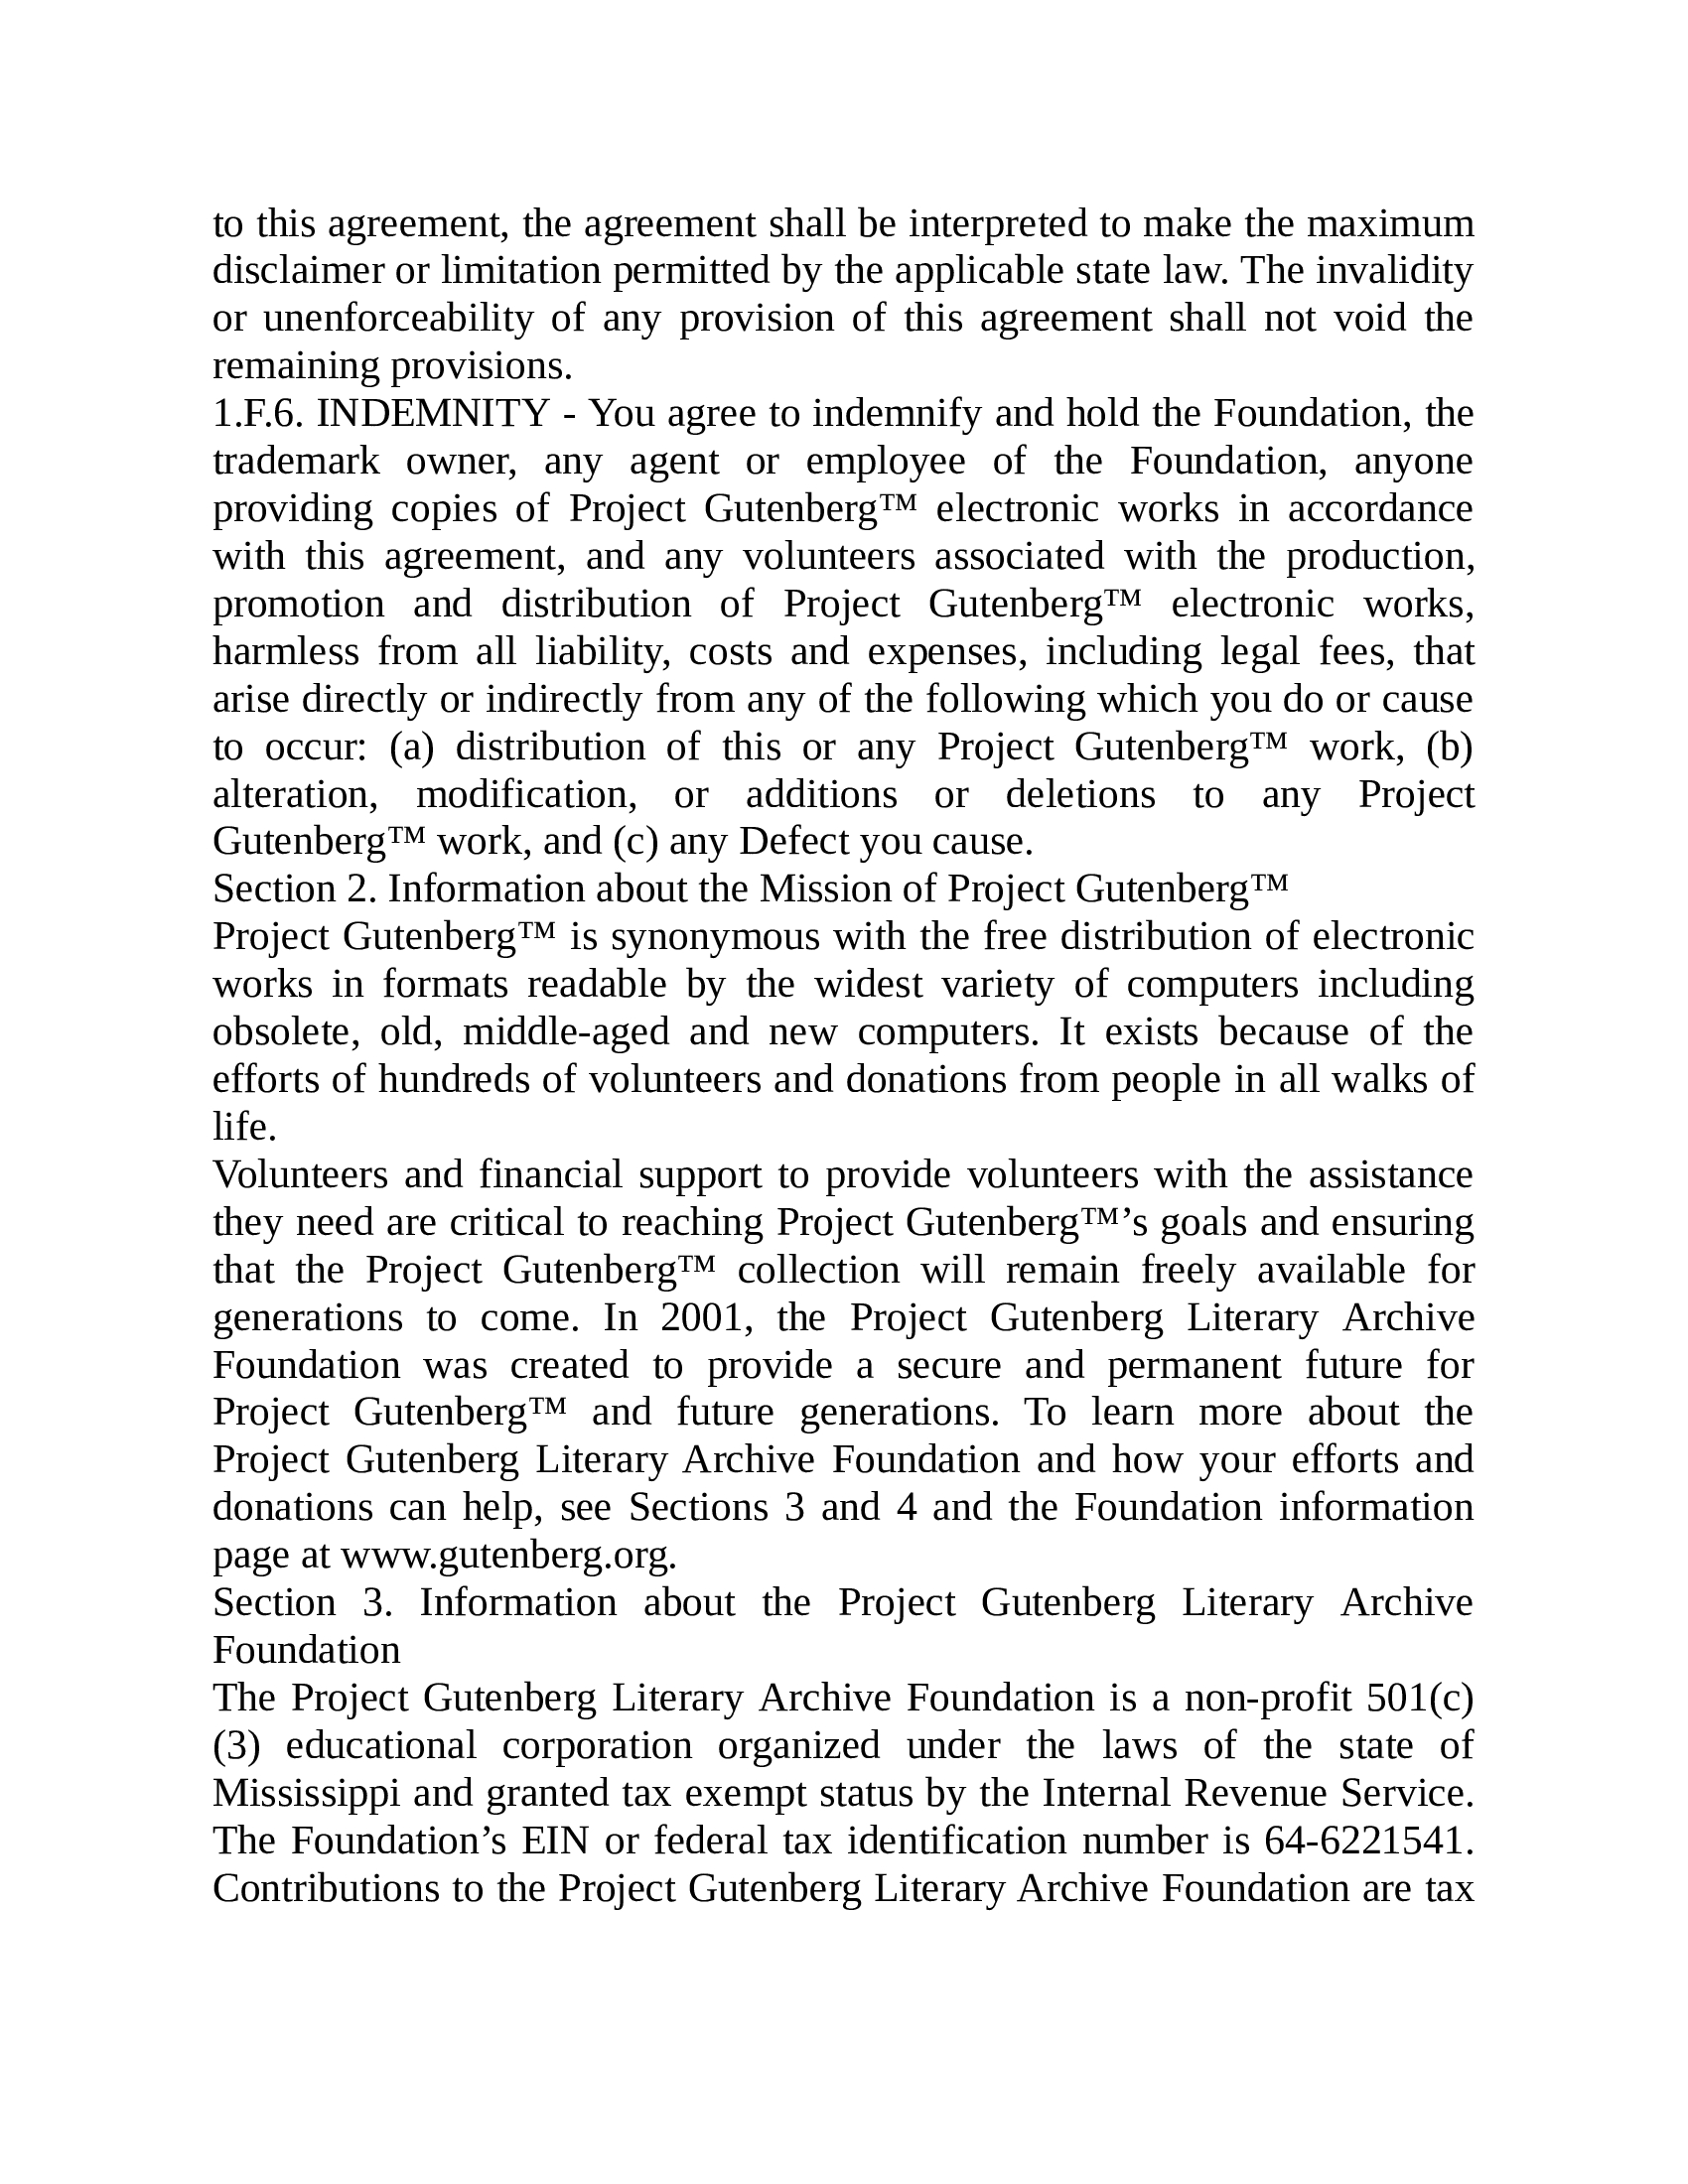 to this agreement, the agreement shall be interpreted to make the maximum
disclaimer or limitation permitted by the applicable state law. The invalidity
or unenforceability of any provision of this agreement shall not void the
remaining provisions.
1.F.6. INDEMNITY - You agree to indemnify and hold the Foundation, the
trademark owner, any agent or employee of the Foundation, anyone
providing copies of Project Gutenberg™ electronic works in accordance
with this agreement, and any volunteers associated with the production,
promotion and distribution of Project Gutenberg™ electronic works,
harmless from all liability, costs and expenses, including legal fees, that
arise directly or indirectly from any of the following which you do or cause
to occur: (a) distribution of this or any Project Gutenberg™ work, (b)
alteration, modification, or additions or deletions to any Project
Gutenberg™ work, and (c) any Defect you cause.
Section 2. Information about the Mission of Project Gutenberg™
Project Gutenberg™ is synonymous with the free distribution of electronic
works in formats readable by the widest variety of computers including
obsolete, old, middle-aged and new computers. It exists because of the
efforts of hundreds of volunteers and donations from people in all walks of
life.
Volunteers and financial support to provide volunteers with the assistance
they need are critical to reaching Project Gutenberg™’s goals and ensuring
that the Project Gutenberg™ collection will remain freely available for
generations to come. In 2001, the Project Gutenberg Literary Archive
Foundation was created to provide a secure and permanent future for
Project Gutenberg™ and future generations. To learn more about the
Project Gutenberg Literary Archive Foundation and how your efforts and
donations can help, see Sections 3 and 4 and the Foundation information
page at www.gutenberg.org.
Section 3. Information about the Project Gutenberg Literary Archive
Foundation
The Project Gutenberg Literary Archive Foundation is a non-profit 501(c)
(3) educational corporation organized under the laws of the state of
Mississippi and granted tax exempt status by the Internal Revenue Service.
The Foundation’s EIN or federal tax identification number is 64-6221541.
Contributions to the Project Gutenberg Literary Archive Foundation are tax